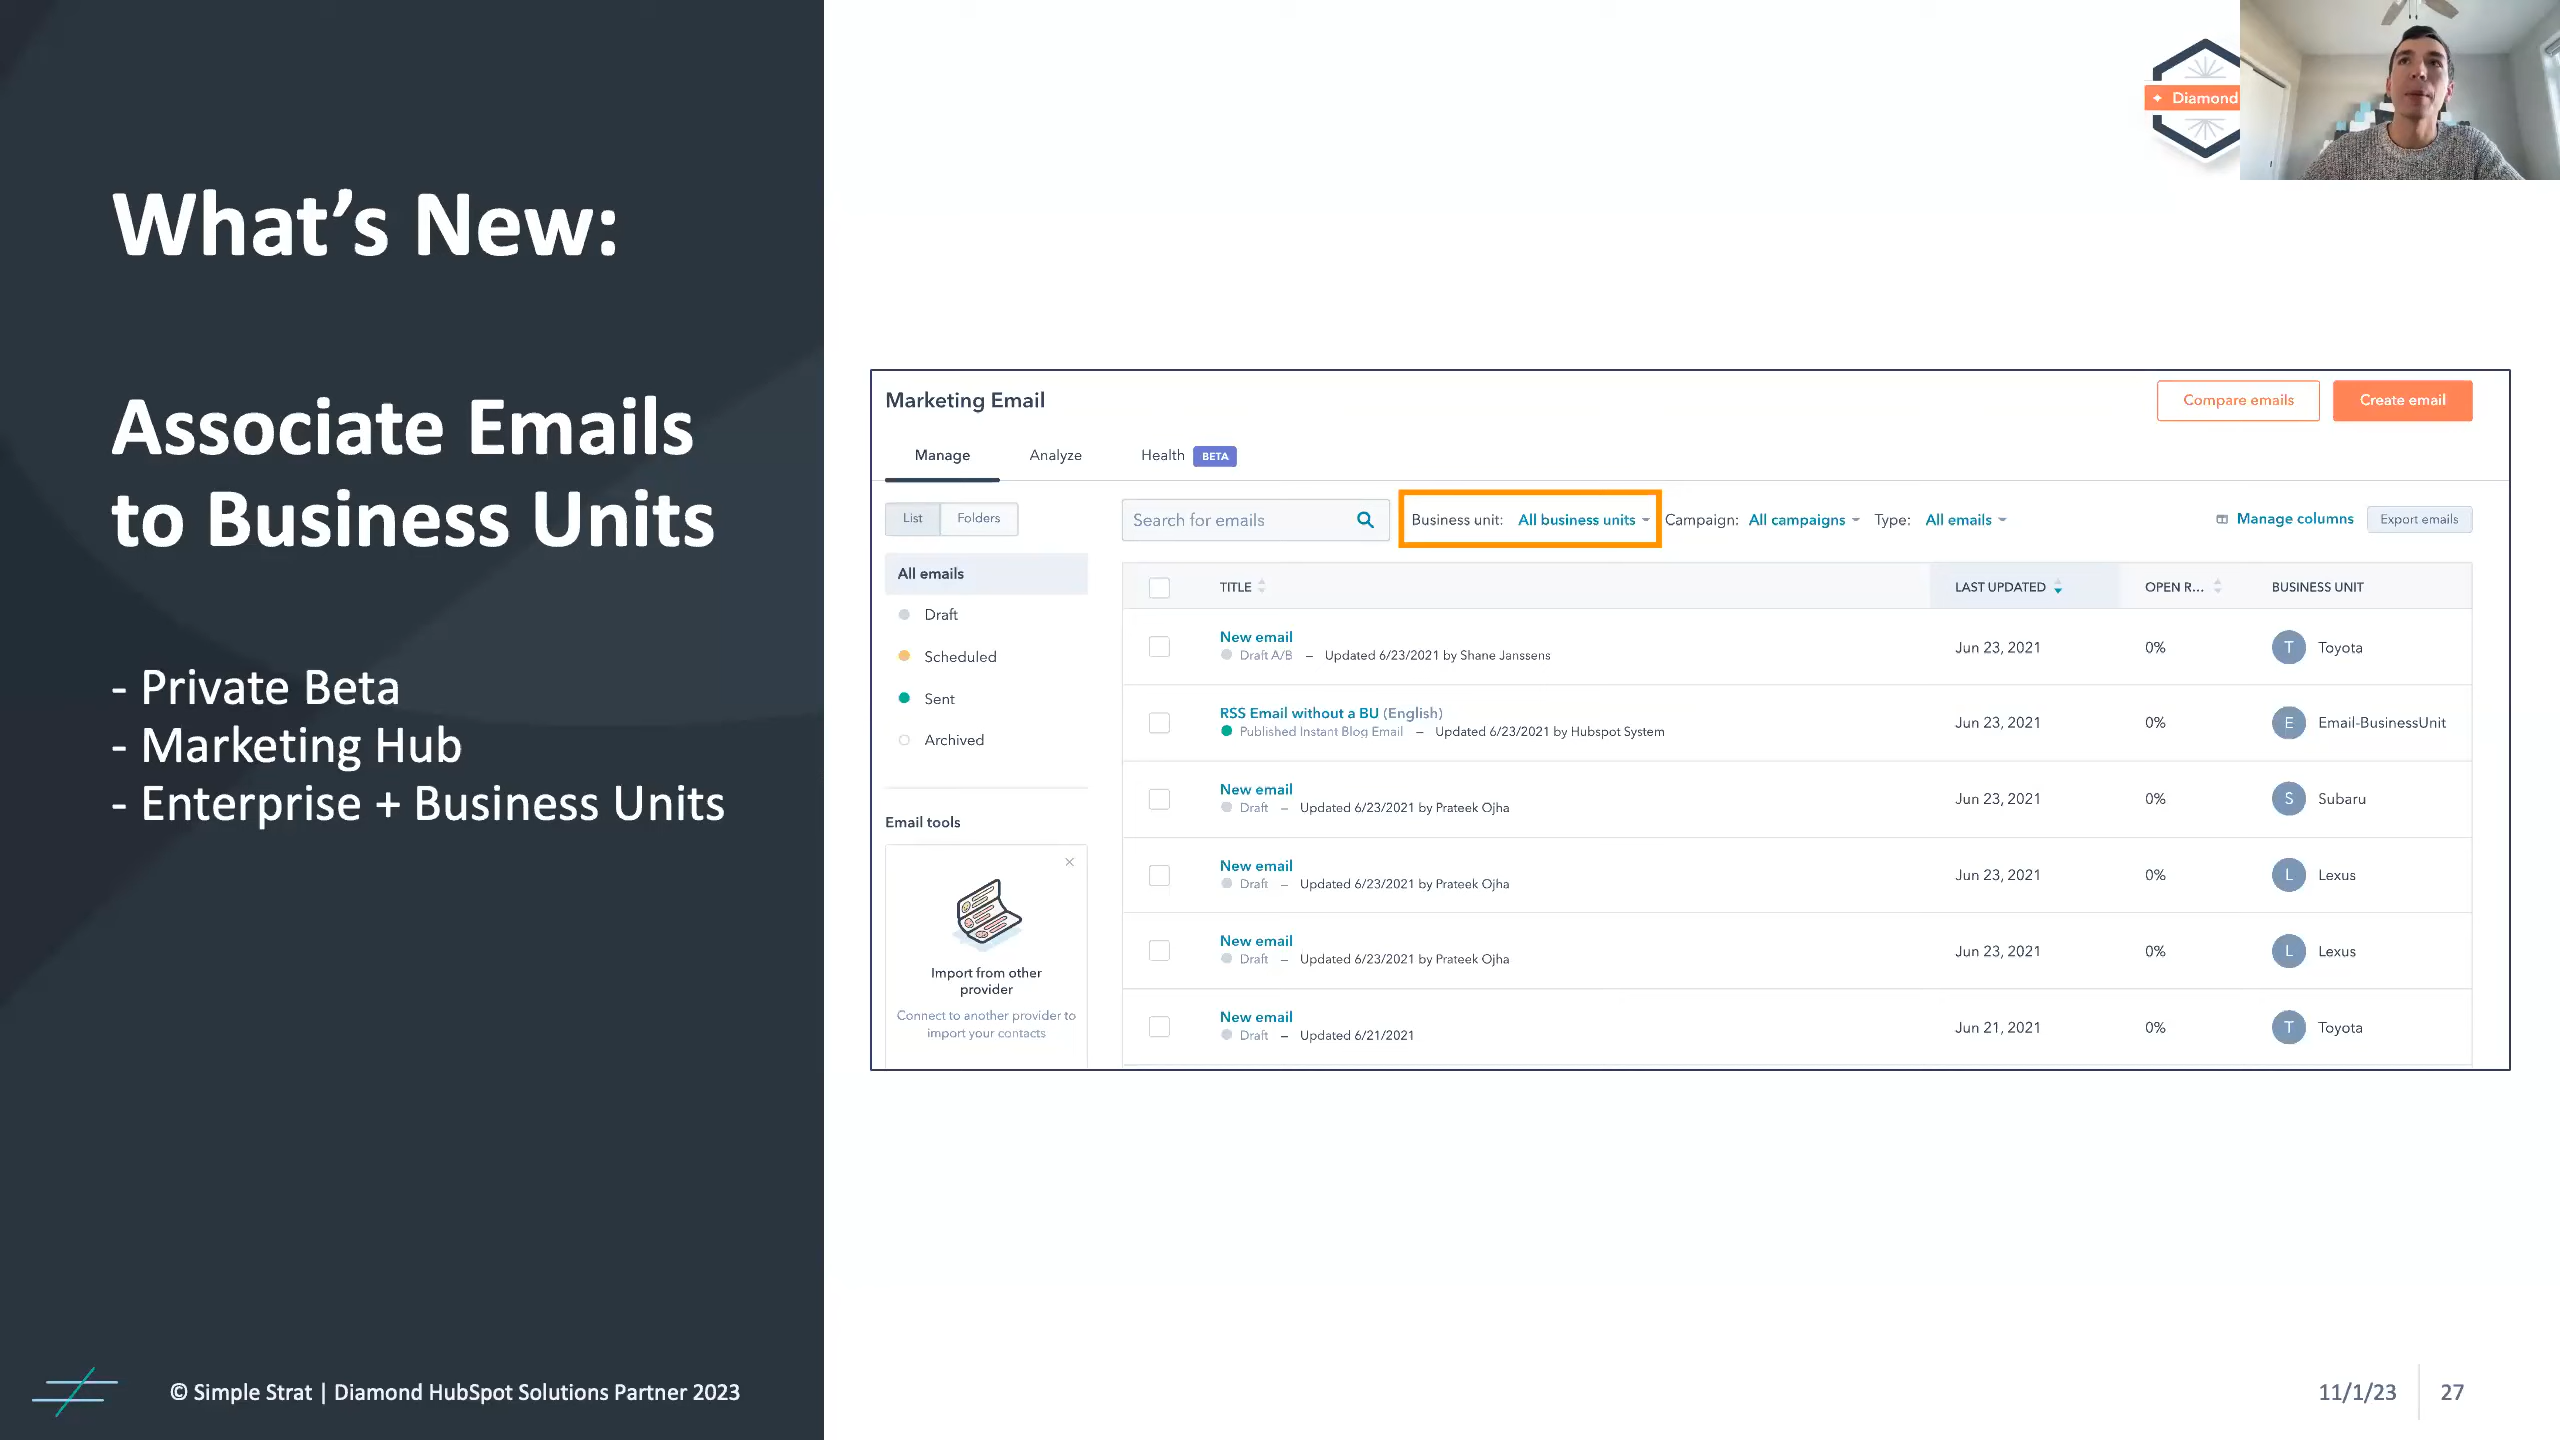 What's New:
Associate Emails
to Business Units
- Private Beta
- Marketing Hub
- Enterprise + Business Units
© Simple Strat | Diamond HubSpot Solutions Partner 2023
Diamond
Marketing Email
Compare emails
Create email
Manage
Analyze
Health BETA
List
Folders
Search for emails
Business unit: All business units
Campaign: All campaigns
Type: All emails
Manage columns
Export emails
All emails
Draft
Scheduled
Sent
Archived
Email tools
Import from other
provider
Connect to another provider to
import your contacts
TITLE LAST UPDATED OPEN R... BUSINESS UNIT
New email
Draft A/B – Updated 6/23/2021 by Shane Janssens
Jun 23, 2021 0% T Toyota
RSS Email without a BU (English)
Published Instant Blog Email – Updated 6/23/2021 by Hubspot System
Jun 23, 2021 0% E Email-BusinessUnit
New email
Draft – Updated 6/23/2021 by Prateek Ojha
Jun 23, 2021 0% S Subaru
New email
Draft – Updated 6/23/2021 by Prateek Ojha
Jun 23, 2021 0% L Lexus
New email
Draft – Updated 6/23/2021 by Prateek Ojha
Jun 23, 2021 0% L Lexus
New email
Draft – Updated 6/21/2021
Jun 21, 2021 0% T Toyota
11/1/23 27